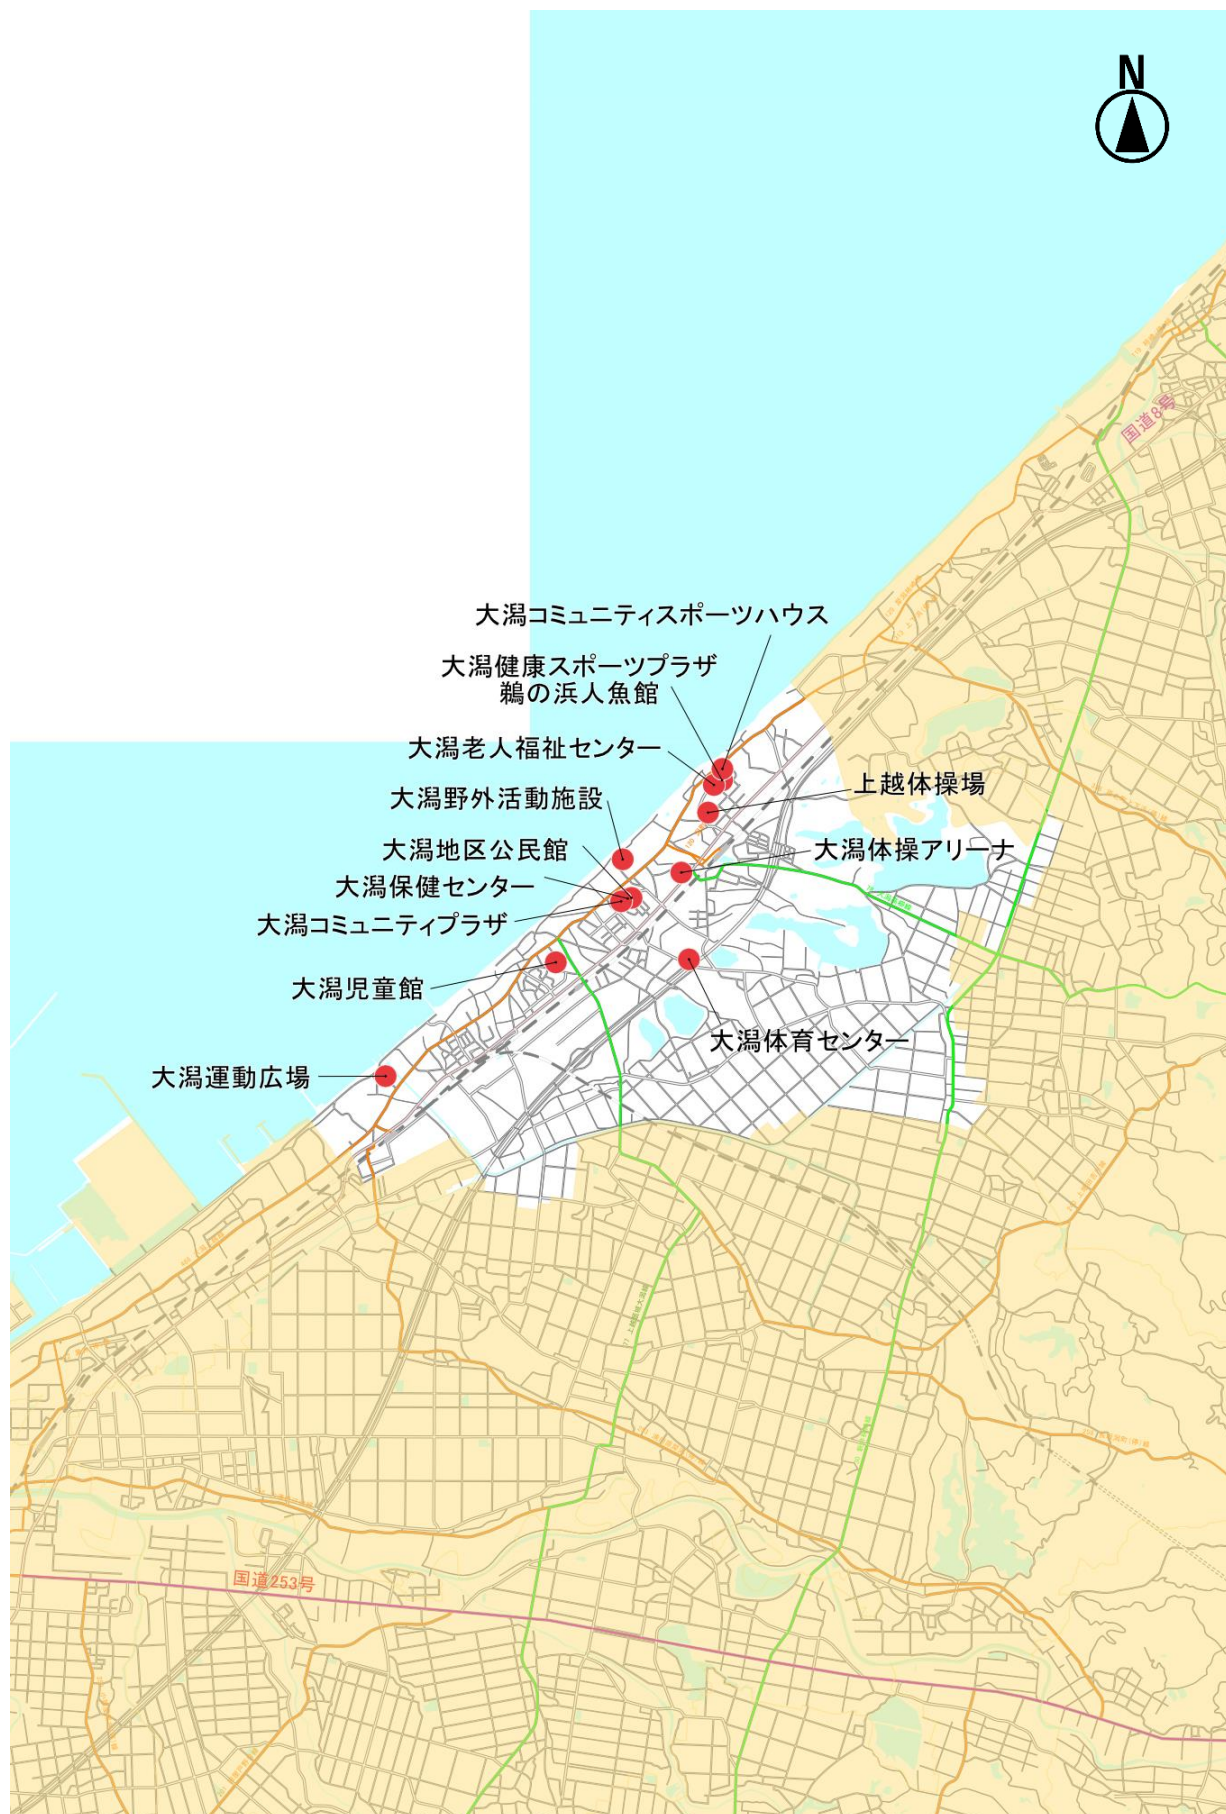 N
国道8号
大潟コミュニティスポーツハウス
大潟健康スポーツプラザ
鵜の浜人魚館
大潟老人福祉センター
上越体操場
大潟野外活動施設
大潟地区公民館
大潟体操アリーナ
大潟保健センター
大潟コミュニティプラザ
大潟児童館
大潟体育センター
大潟運動広場
国道253号